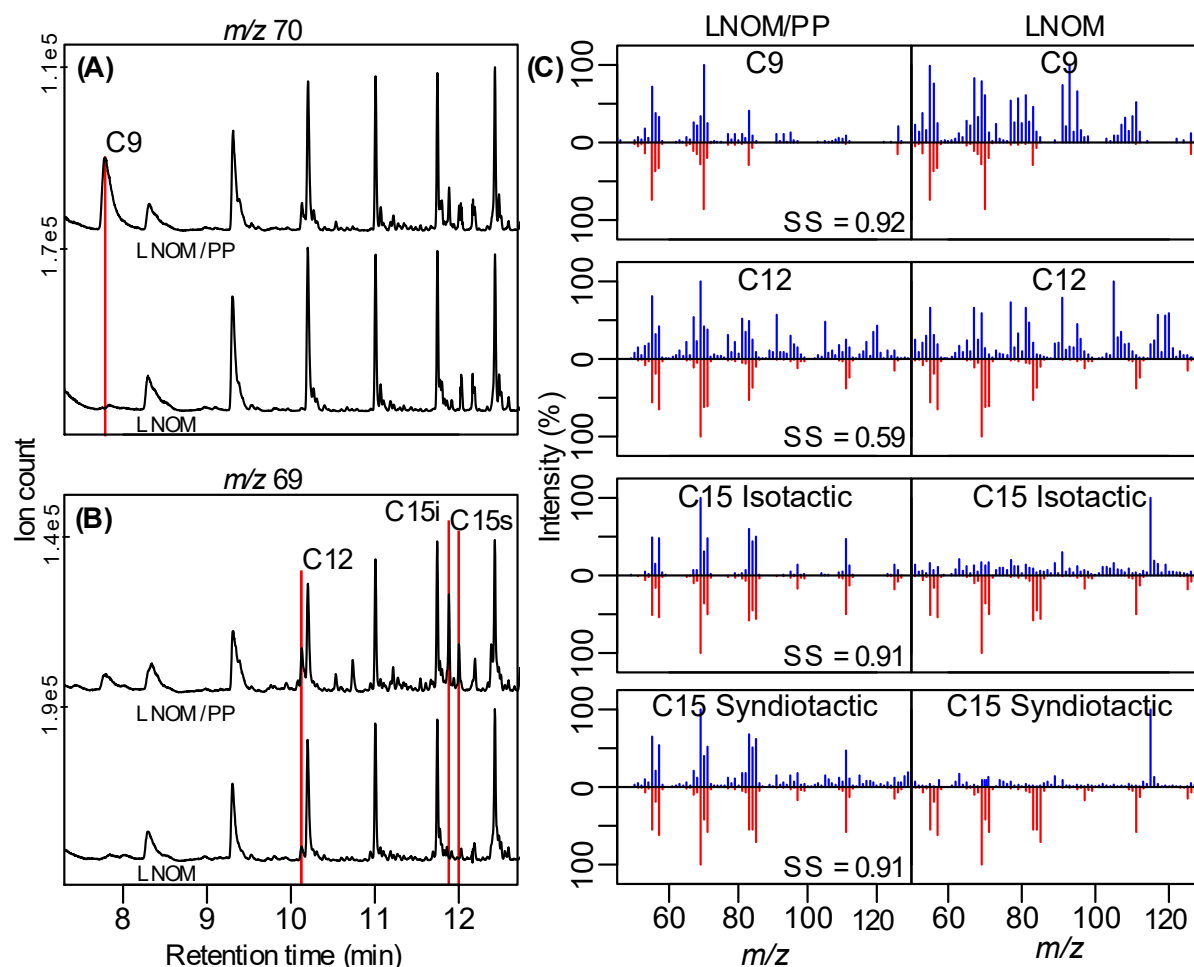 m/z 70
(A)
1.1e5
C9
LNOM/PP
1.7e5
LNOM
Ion count
m/z 69
(B)
1.4e5
C15i
C15s
C12
LNOM/PP
1.9e5
LNOM
8 9 10 11 12
Retention time (min)
(C)
LNOM/PP LNOM
Intensity (%)
100 0 100
C9 C9
SS = 0.92
100 0 100
C12 C12
SS = 0.59
100 0 100
C15 Isotactic C15 Isotactic
SS = 0.91
100 0 100
C15 Syndiotactic C15 Syndiotactic
SS = 0.91
60 80 100 120 60 80 100 120
m/z m/z